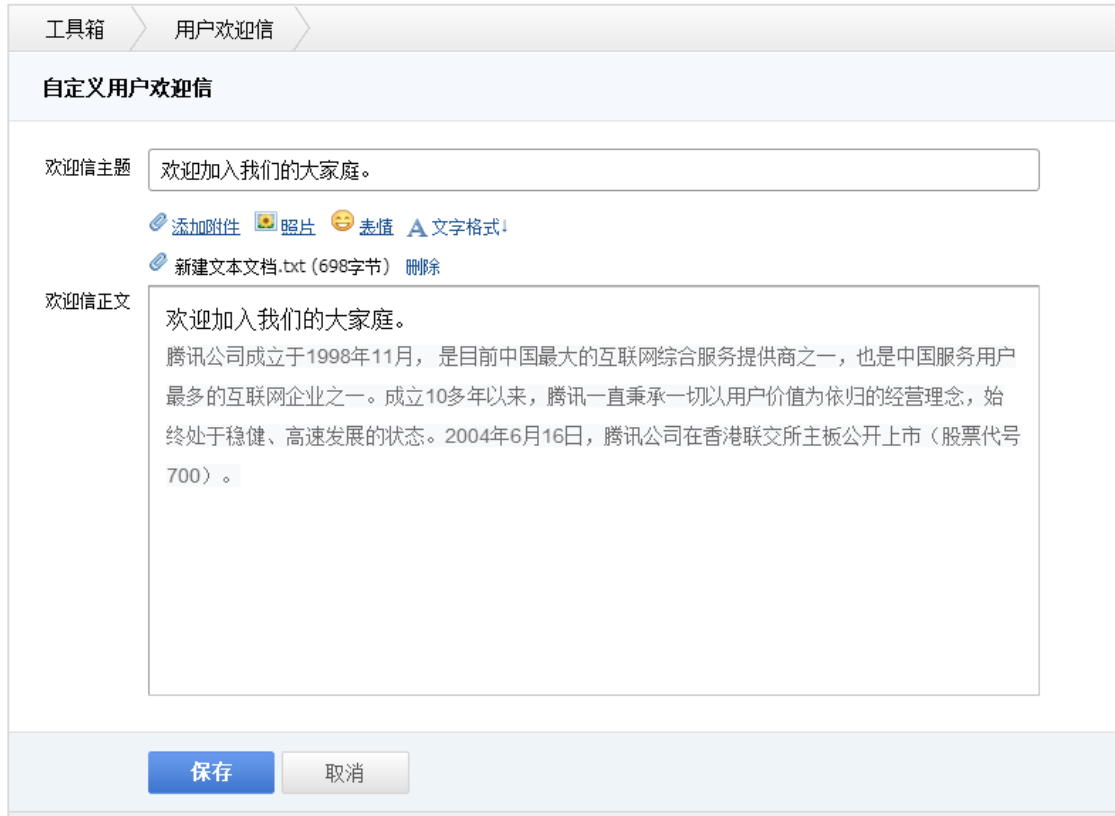 工具箱 用户欢迎信
自定义用户欢迎信
欢迎信主题 欢迎加入我们的大家庭。
添加附件 照片 表情 A 文字格式↓
新建文本文档.txt (698字节) 删除
欢迎信正文
欢迎加入我们的大家庭。
腾讯公司成立于1998年11月， 是目前中国最大的互联网综合服务提供商之一，也是中国服务用户
最多的互联网企业之一。成立10多年以来，腾讯一直秉承一切以用户价值为依归的经营理念，始
终处于稳健、高速发展的状态。2004年6月16日，腾讯公司在香港联交所主板公开上市（股票代号
700）。
保存 取消